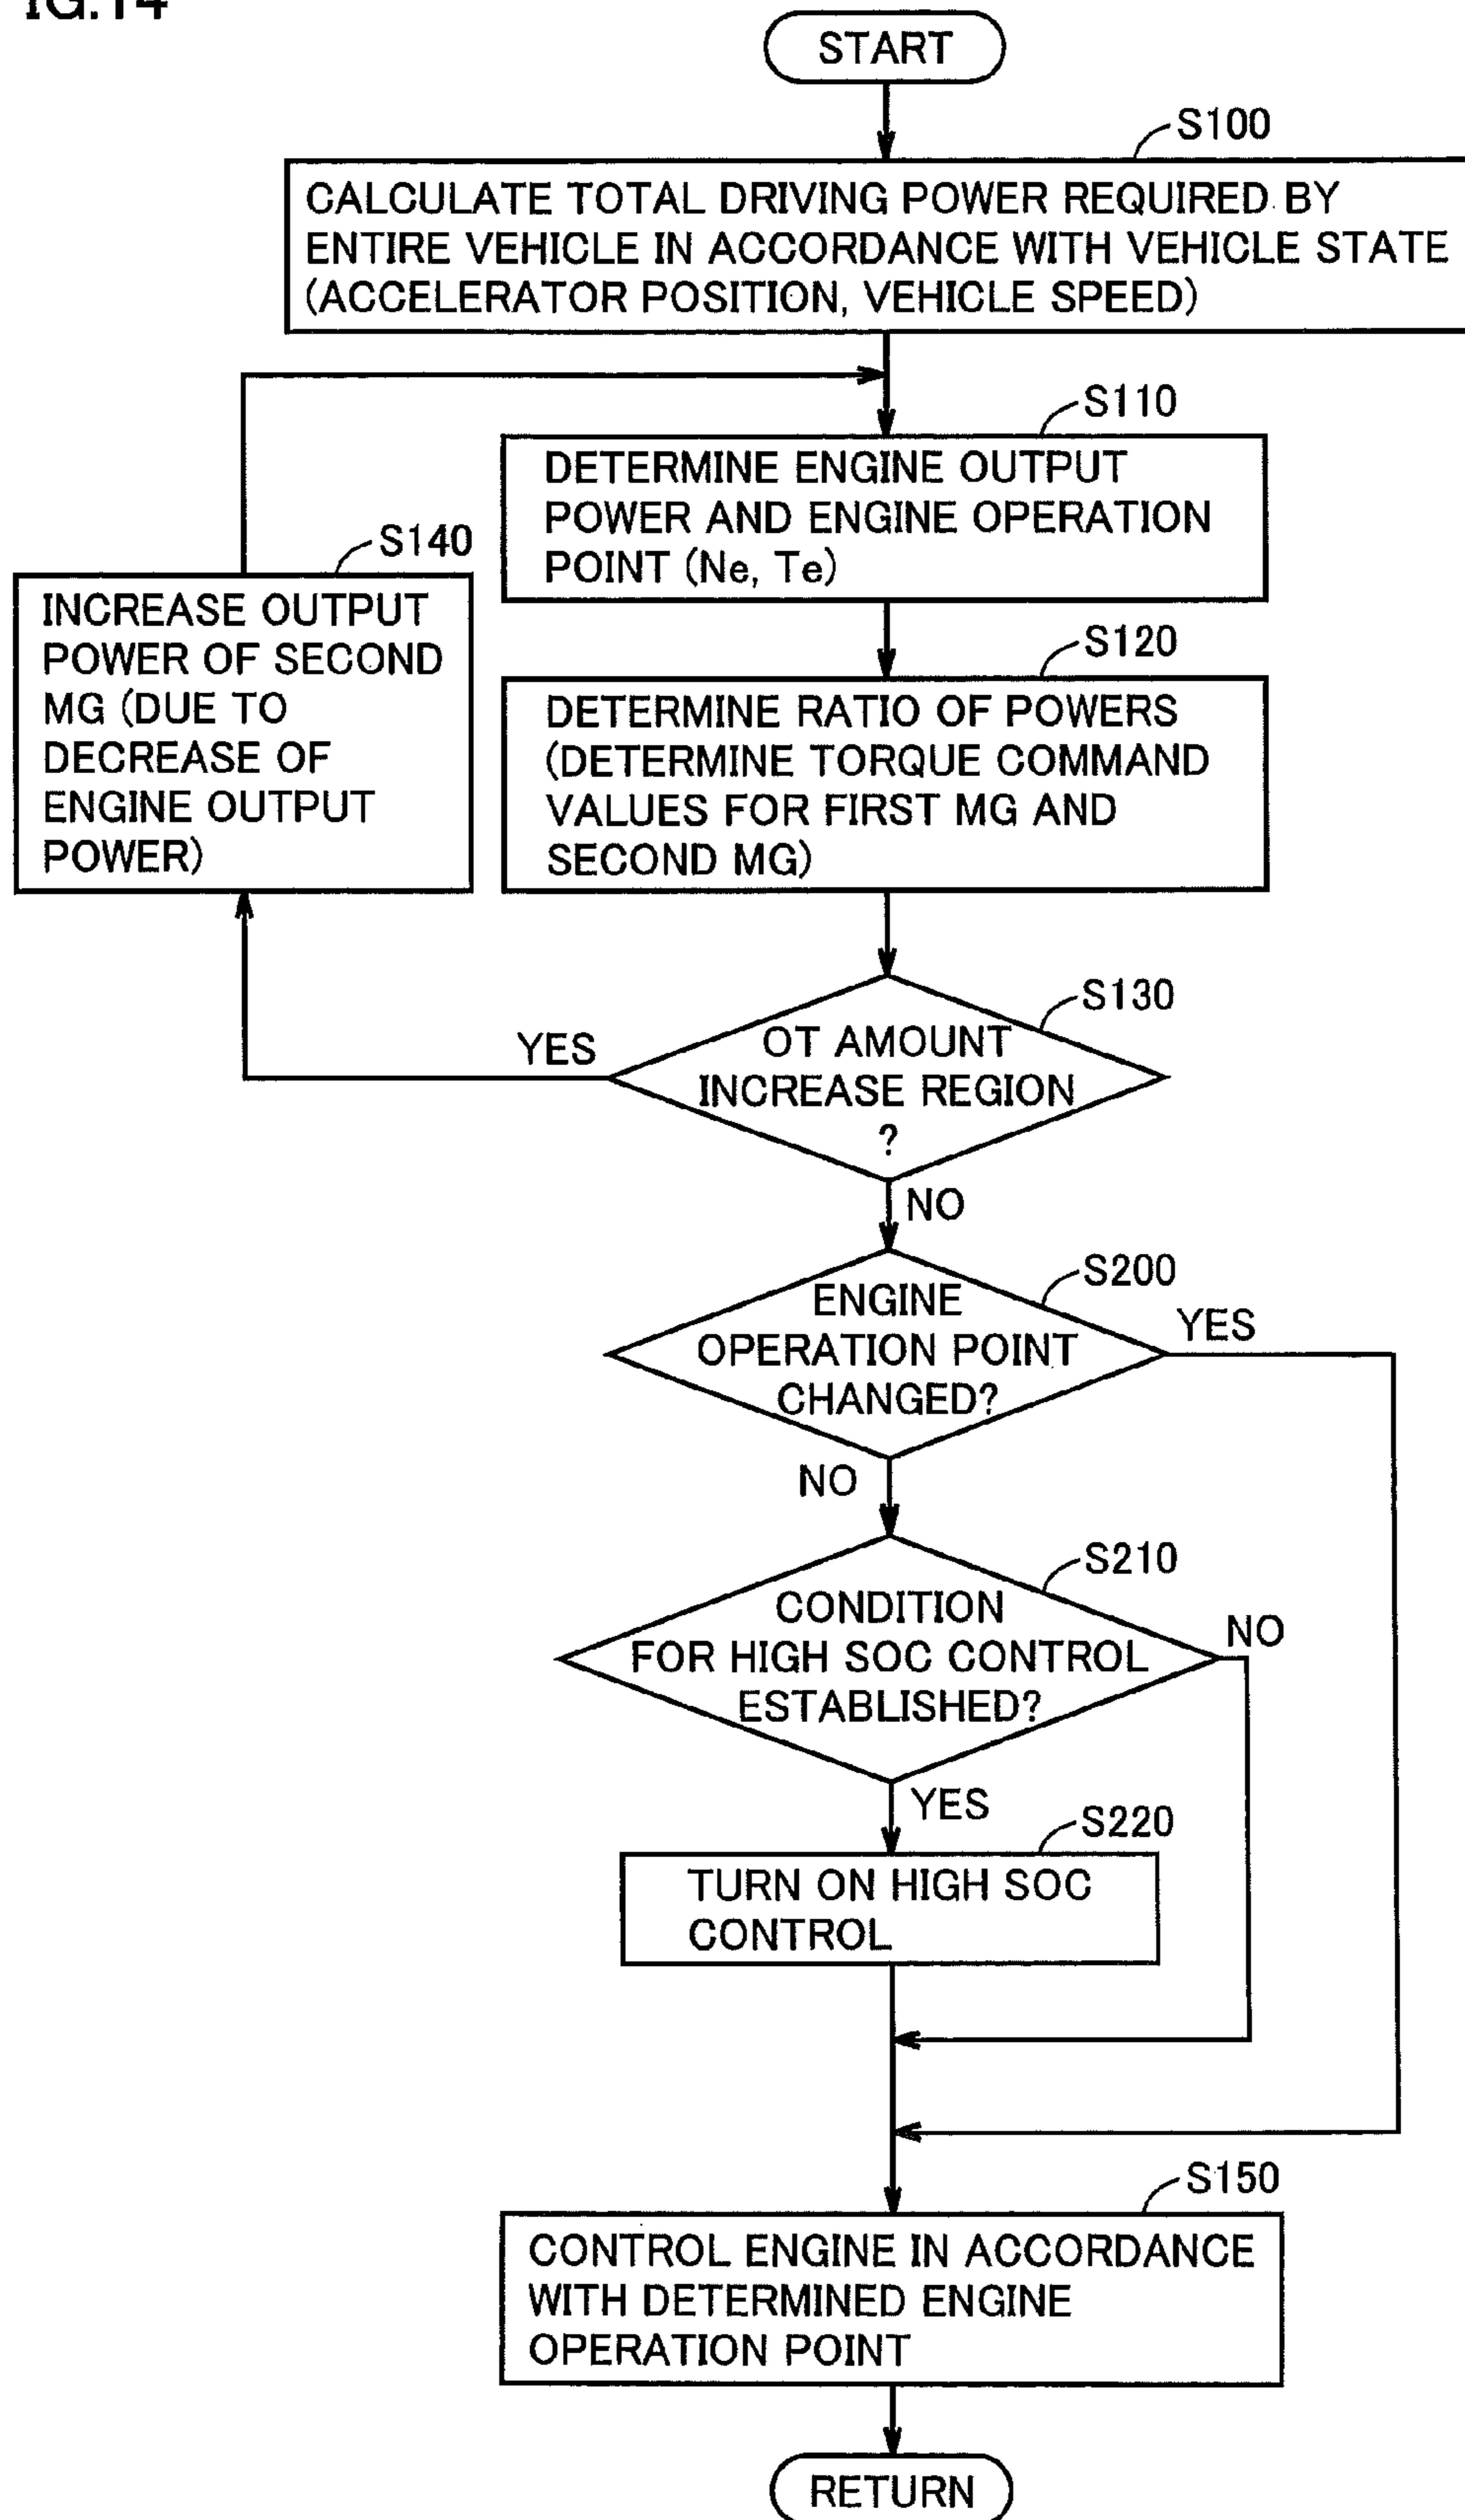 IG.14
START
S100
CALCULATE TOTAL DRIVING POWER REQUIRED BY
ENTIRE VEHICLE IN ACCORDANCE WITH VEHICLE STATE
(ACCELERATOR POSITION, VEHICLE SPEED)
S110
DETERMINE ENGINE OUTPUT
POWER AND ENGINE OPERATION
POINT (Ne, Te)
S140
INCREASE OUTPUT
POWER OF SECOND
MG (DUE TO
DECREASE OF
ENGINE OUTPUT
POWER)
S120
DETERMINE RATIO OF POWERS
(DETERMINE TORQUE COMMAND
VALUES FOR FIRST MG AND
SECOND MG)
S130
YES
OT AMOUNT
INCREASE REGION
?
NO
S200
ENGINE
OPERATION POINT
CHANGED?
YES
NO
S210
CONDITION
FOR HIGH SOC CONTROL
ESTABLISHED?
NO
YES
S220
TURN ON HIGH SOC
CONTROL
S150
CONTROL ENGINE IN ACCORDANCE
WITH DETERMINED ENGINE
OPERATION POINT
RETURN